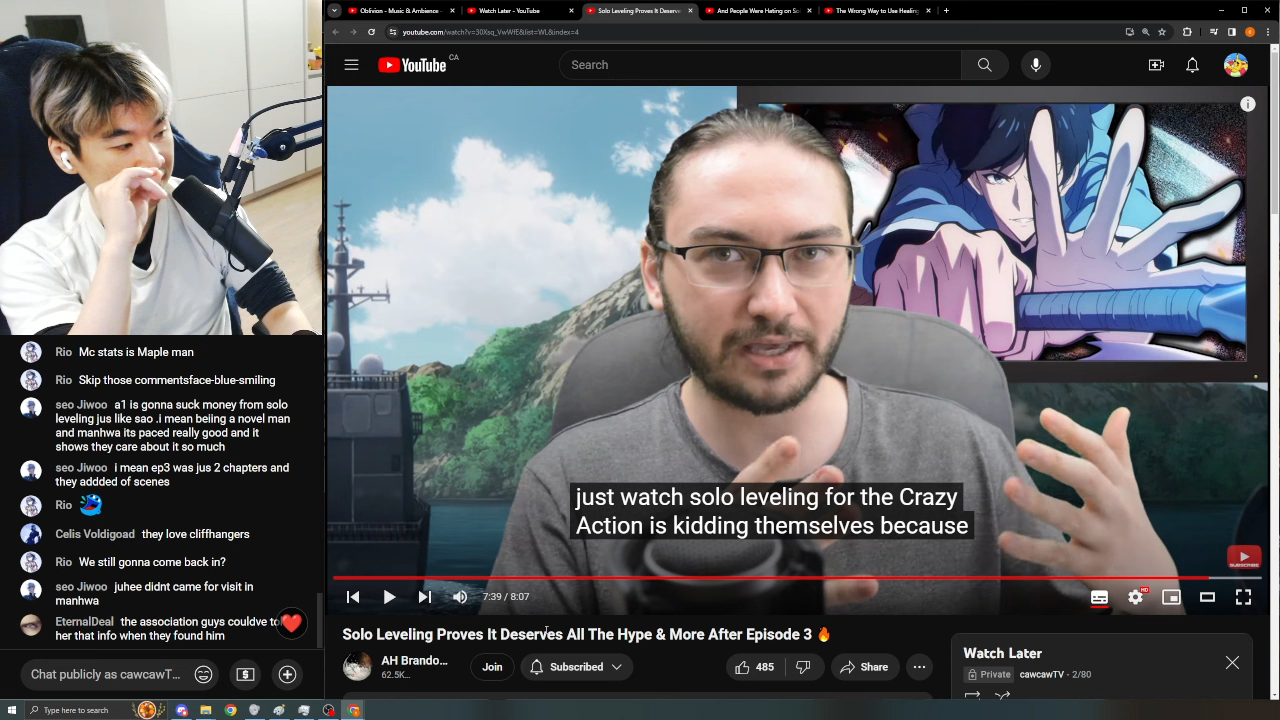 Oblivion - Music & Ambience -
Watch Later - YouTube
Solo Leveling Proves It Deserve
And People Were Hating on Sol
The Wrong Way to Use Healing
youtube.com/watch?v=30Xsq_VwWfE&list=WL&index=4
YouTube CA
Search
just watch solo leveling for the Crazy
Action is kidding themselves because
SUBSCRIBE
7:39 / 8:07
HD
Solo Leveling Proves It Deserves All The Hype & More After Episode 3 🔥
AH Brando...
62.5K...
Join
Subscribed
485
Share
Watch Later
Private cawcawTV - 2/80
Rio Mc stats is Maple man
Rio Skip those commentsface-blue-smiling
seo Jiwoo a1 is gonna suck money from solo
leveling jus like sao .i mean beiing a novel man
and manhwa its paced really good and it
shows they care about it so much
seo Jiwoo i mean ep3 was jus 2 chapters and
they addded of scenes
Rio
Celis Voldigoad they love cliffhangers
Rio We still gonna come back in?
seo Jiwoo juhee didnt came for visit in
manhwa
EternalDeal the association guys couldve to
her that info when they found him
Chat publicly as cawcawT...
Type here to search